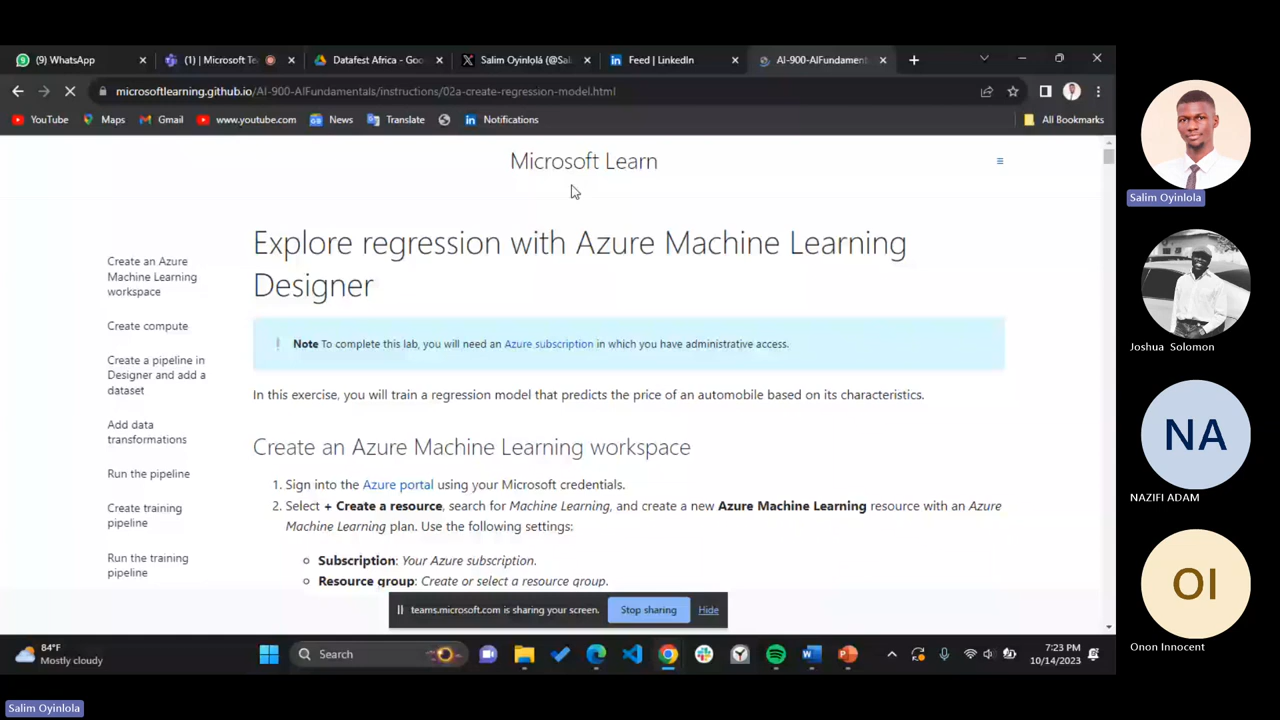 (9) WhatsApp
(1) | Microsoft Te
Datafest Africa - Goo
Salim Oyinlọlá (@Sal
Feed | LinkedIn
AI-900-AIFundament
microsoftlearning.github.io/AI-900-AIFundamentals/instructions/02a-create-regression-model.html
YouTube
Maps
Gmail
www.youtube.com
News
Translate
Notifications
All Bookmarks
Microsoft Learn
Explore regression with Azure Machine Learning
Designer
Note To complete this lab, you will need an Azure subscription in which you have administrative access.
In this exercise, you will train a regression model that predicts the price of an automobile based on its characteristics.
Create an Azure Machine Learning workspace
1. Sign into the Azure portal using your Microsoft credentials.
2. Select + Create a resource, search for Machine Learning, and create a new Azure Machine Learning resource with an Azure
Machine Learning plan. Use the following settings:
Subscription: Your Azure subscription.
Resource group: Create or select a resource group.
Create an Azure
Machine Learning
workspace
Create compute
Create a pipeline in
Designer and add a
dataset
Add data
transformations
Run the pipeline
Create training
pipeline
Run the training
pipeline
teams.microsoft.com is sharing your screen.
Stop sharing
Hide
84°F
Mostly cloudy
Search
7:23 PM
10/14/2023
Salim Oyinlola
Joshua Solomon
NA
NAZIFI ADAM
OI
Onon Innocent
Salim Oyinlola